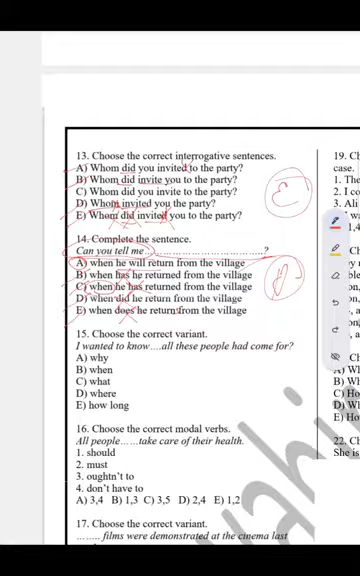 13. Choose the correct interrogative sentences.
A) Whom did you invited to the party?
B) Whom did invite you to the party?
C) Whom did you invite to the party?
D) Whom invited you the party?
E) Whom did invited you to the party?
E
14. Complete the sentence.
Can you tell me ..............................?
A) when he will return from the village
B) when has he returned from the village
C) when he has returned from the village
D) when did he return from the village
E) when does he return from the village
15. Choose the correct variant.
I wanted to know....all these people had come for?
A) why
B) when
C) what
D) where
E) how long
16. Choose the correct modal verbs.
All people……take care of their health.
1. should
2. must
3. ouughtn't to
4. don't have to
A) 3,4 B) 1,3 C) 3,5 D) 2,4 E) 1,2
17. Choose the correct variant.
…….. films were demonstrated at the cinema last
19. Ch
case.
1. The
2. I co
3. Ali
1,4
A) Wh
B) Wh
C) Ho
D) Wh
E) Ho
22. C
She is